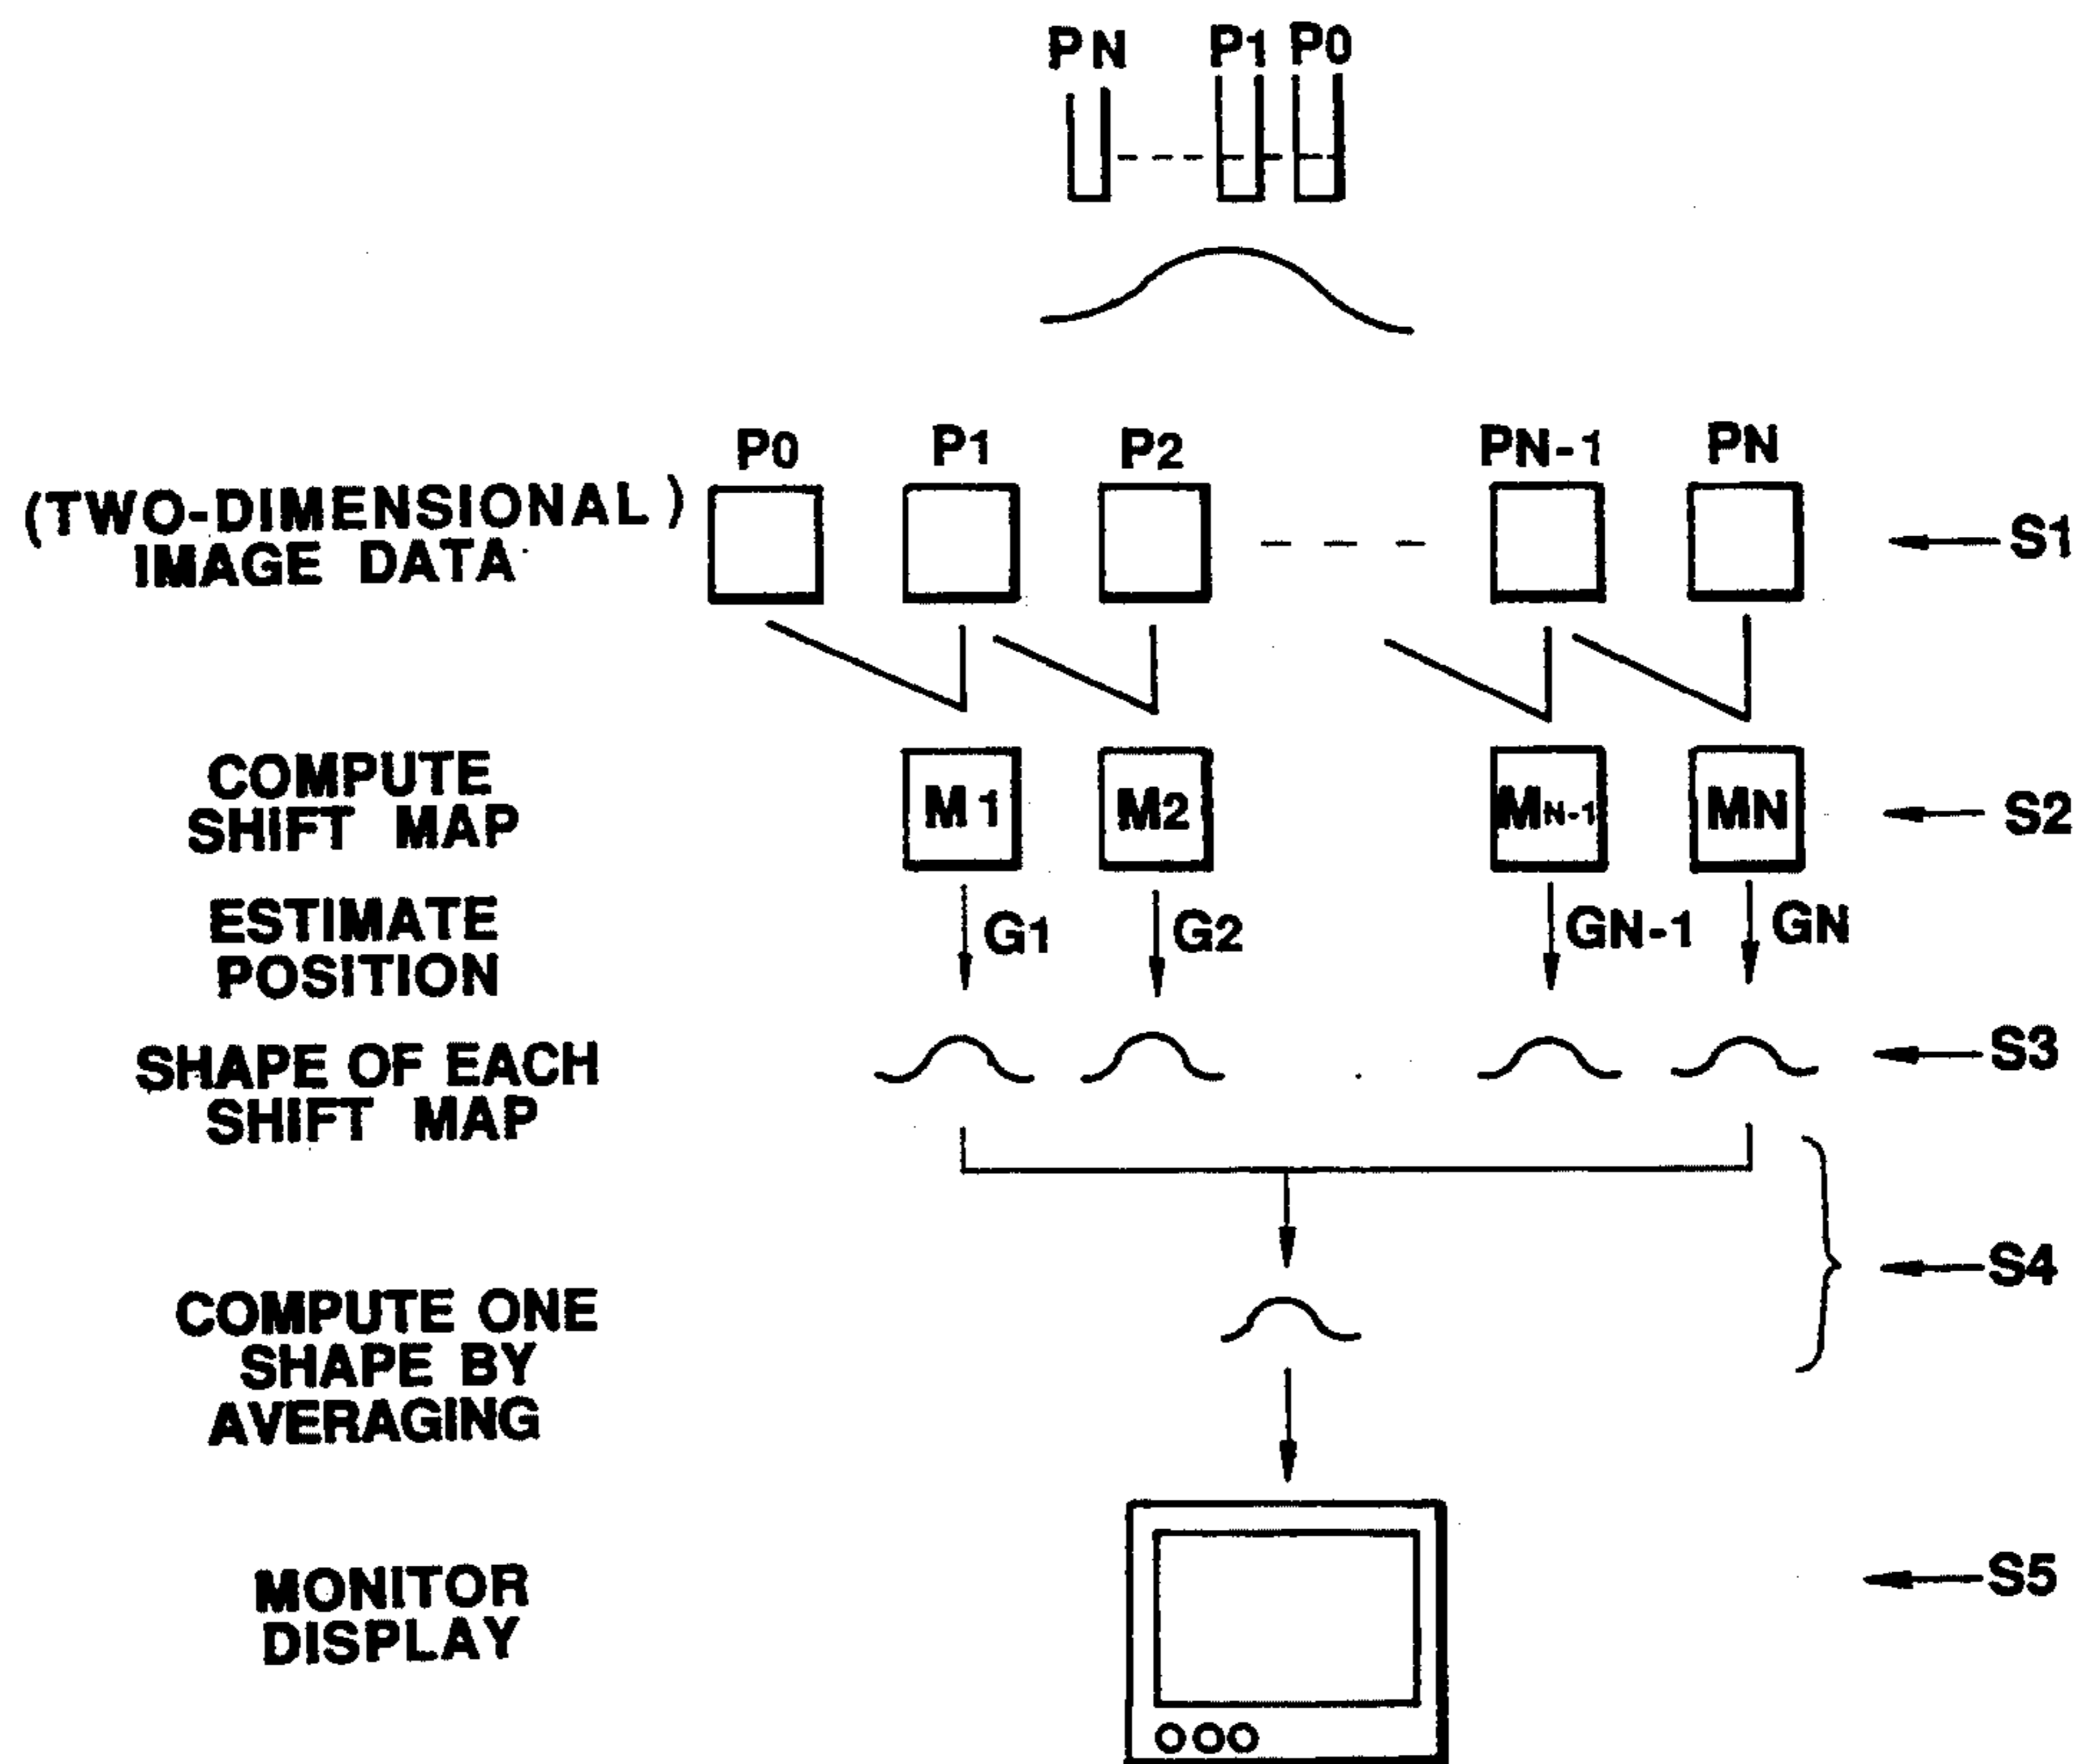 PN P1 P0
P0 P1 P2 PN-1 PN
(TWO-DIMENSIONAL)
IMAGE DATA
S1
COMPUTE
SHIFT MAP
M1 M2 MN-1 MN
S2
ESTIMATE
POSITION
G1 G2 GN-1 GN
SHAPE OF EACH
SHIFT MAP
S3
S4
COMPUTE ONE
SHAPE BY
AVERAGING
MONITOR
DISPLAY
S5